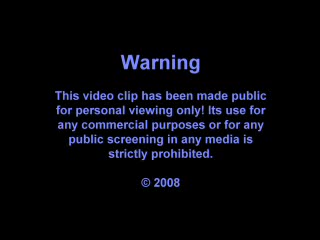 Warning
This video clip has been made public
for personal viewing only! Its use for
any commercial purposes or for any
public screening in any media is
strictly prohibited.
© 2008